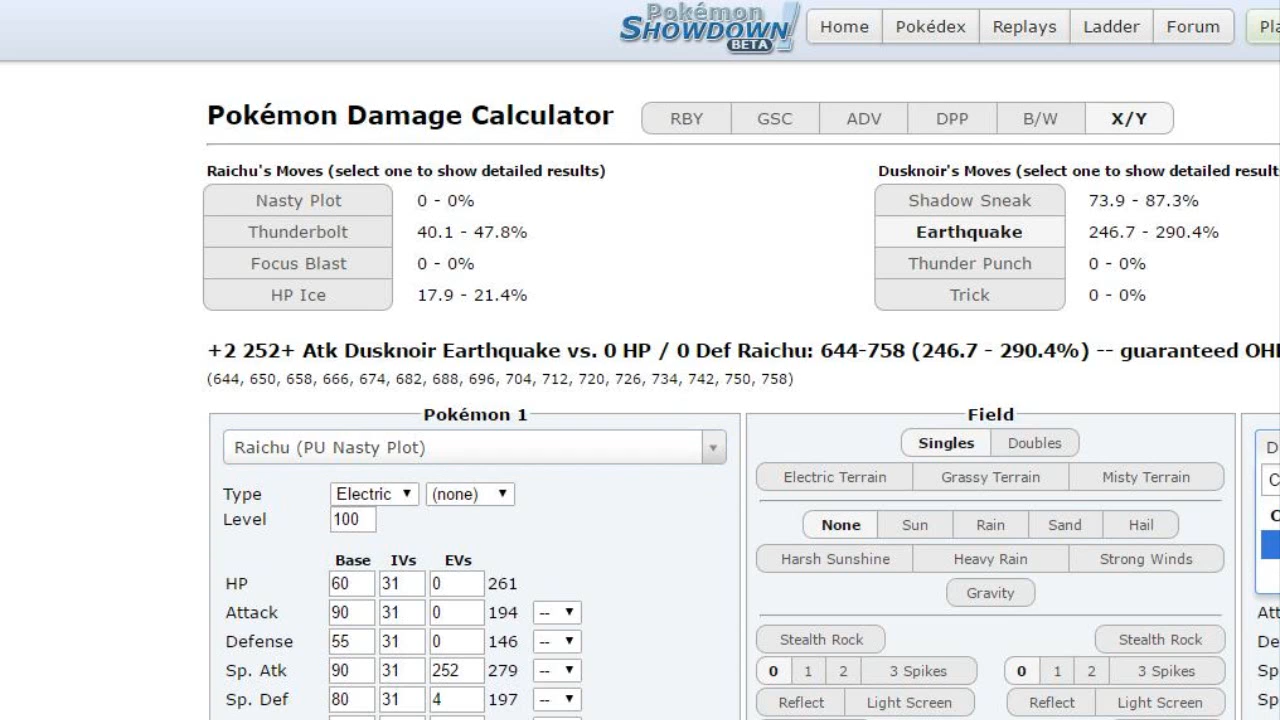 Pokémon
SHOWDOWN
BETA
Home Pokédex Replays Ladder Forum Pla
Pokémon Damage Calculator RBY GSC ADV DPP B/W X/Y
Raichu's Moves (select one to show detailed results) Dusknoir's Moves (select one to show detailed result
Nasty Plot 0 - 0% Shadow Sneak 73.9 - 87.3%
Thunderbolt 40.1 - 47.8% Earthquake 246.7 - 290.4%
Focus Blast 0 - 0% Thunder Punch 0 - 0%
HP Ice 17.9 - 21.4% Trick 0 - 0%
+2 252+ Atk Dusknoir Earthquake vs. 0 HP / 0 Def Raichu: 644-758 (246.7 - 290.4%) -- guaranteed OH
(644, 650, 658, 666, 674, 682, 688, 696, 704, 712, 720, 726, 734, 742, 750, 758)
Pokémon 1 Field
Raichu (PU Nasty Plot) Singles Doubles D
Electric Terrain Grassy Terrain Misty Terrain
Type Electric (none)
Level 100 None Sun Rain Sand Hail
Base IVs EVs Harsh Sunshine Heavy Rain Strong Winds
HP 60 31 0 261 Gravity
Attack 90 31 0 194 -- Att
Defense 55 31 0 146 -- Stealth Rock Stealth Rock De
Sp. Atk 90 31 252 279 -- 0 1 2 3 Spikes 0 1 2 3 Spikes Sp
Sp. Def 80 31 4 197 -- Reflect Light Screen Reflect Light Screen Sp